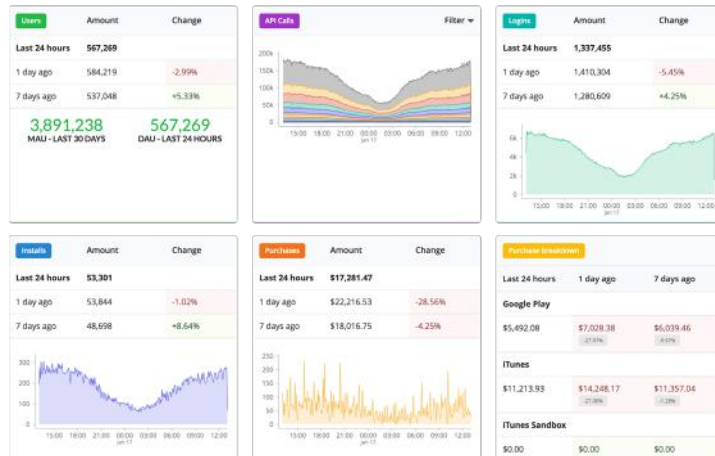 Users Amount Change
Last 24 hours 567,269
1 day ago 584,219 -2.99%
7 days ago 537,048 +5.33%
3,891,238 567,269
MAU - LAST 30 DAYS DAU - LAST 24 HOURS
API Calls Filter
200k
150k
100k
50k
0
15:00 18:00 21:00 00:00 03:00 06:00 09:00 12:00
Jan 17
Logins Amount Change
Last 24 hours 1,337,455
1 day ago 1,410,304 -5.45%
7 days ago 1,280,609 +4.25%
6k
4k
2k
0
15:00 18:00 21:00 00:00 03:00 06:00 09:00 12:00
Jan 17
Installs Amount Change
Last 24 hours 53,301
1 day ago 53,844 -1.02%
7 days ago 48,698 +8.64%
300
200
100
0
15:00 18:00 21:00 00:00 03:00 06:00 09:00 12:00
Jan 17
Purchases Amount Change
Last 24 hours $17,281.47
1 day ago $22,216.53 -28.56%
7 days ago $18,016.75 -4.25%
250
200
150
100
50
0
15:00 18:00 21:00 00:00 03:00 06:00 09:00 12:00
Jan 17
Purchase breakdown
Last 24 hours 1 day ago 7 days ago
Google Play
$5,492.08 $7,028.38 $6,039.46
iTunes
$11,213.93 $14,248.17 $11,357.04
iTunes Sandbox
$0.00 $0.00 $0.00